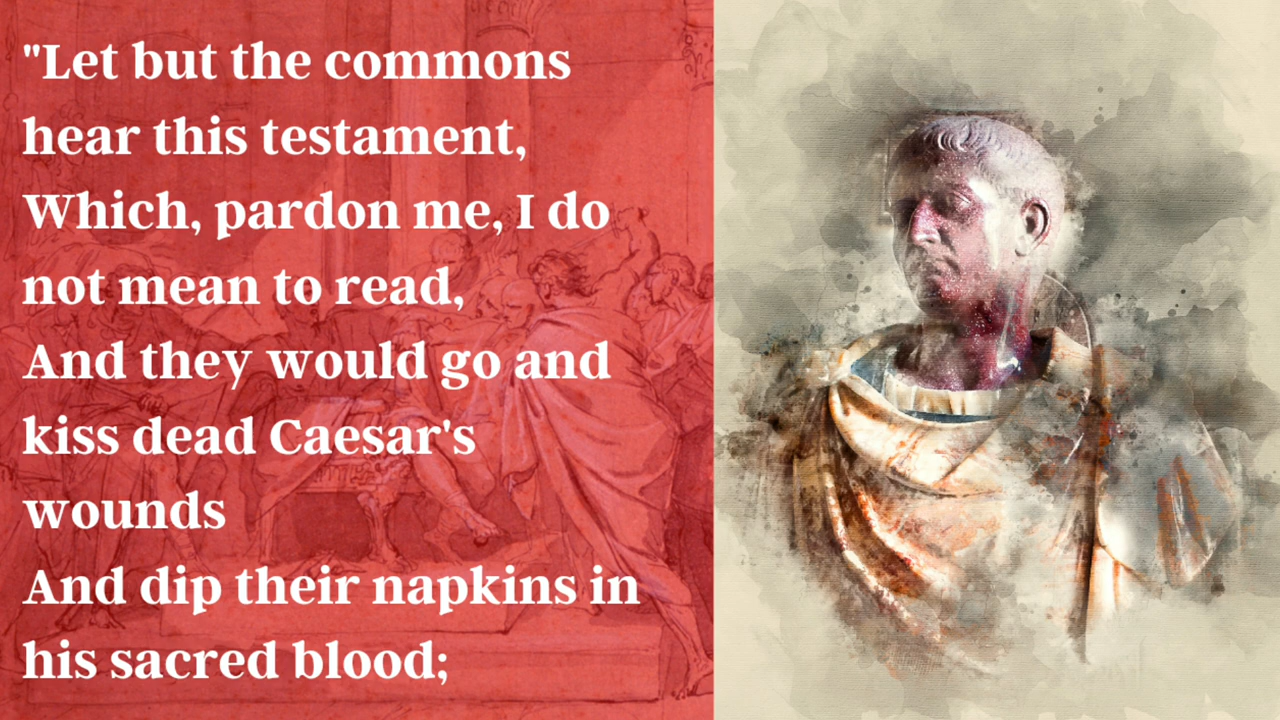 "Let but the commons
hear this testament,
Which, pardon me, I do
not mean to read,
And they would go and
kiss dead Caesar's
wounds
And dip their napkins in
his sacred blood;